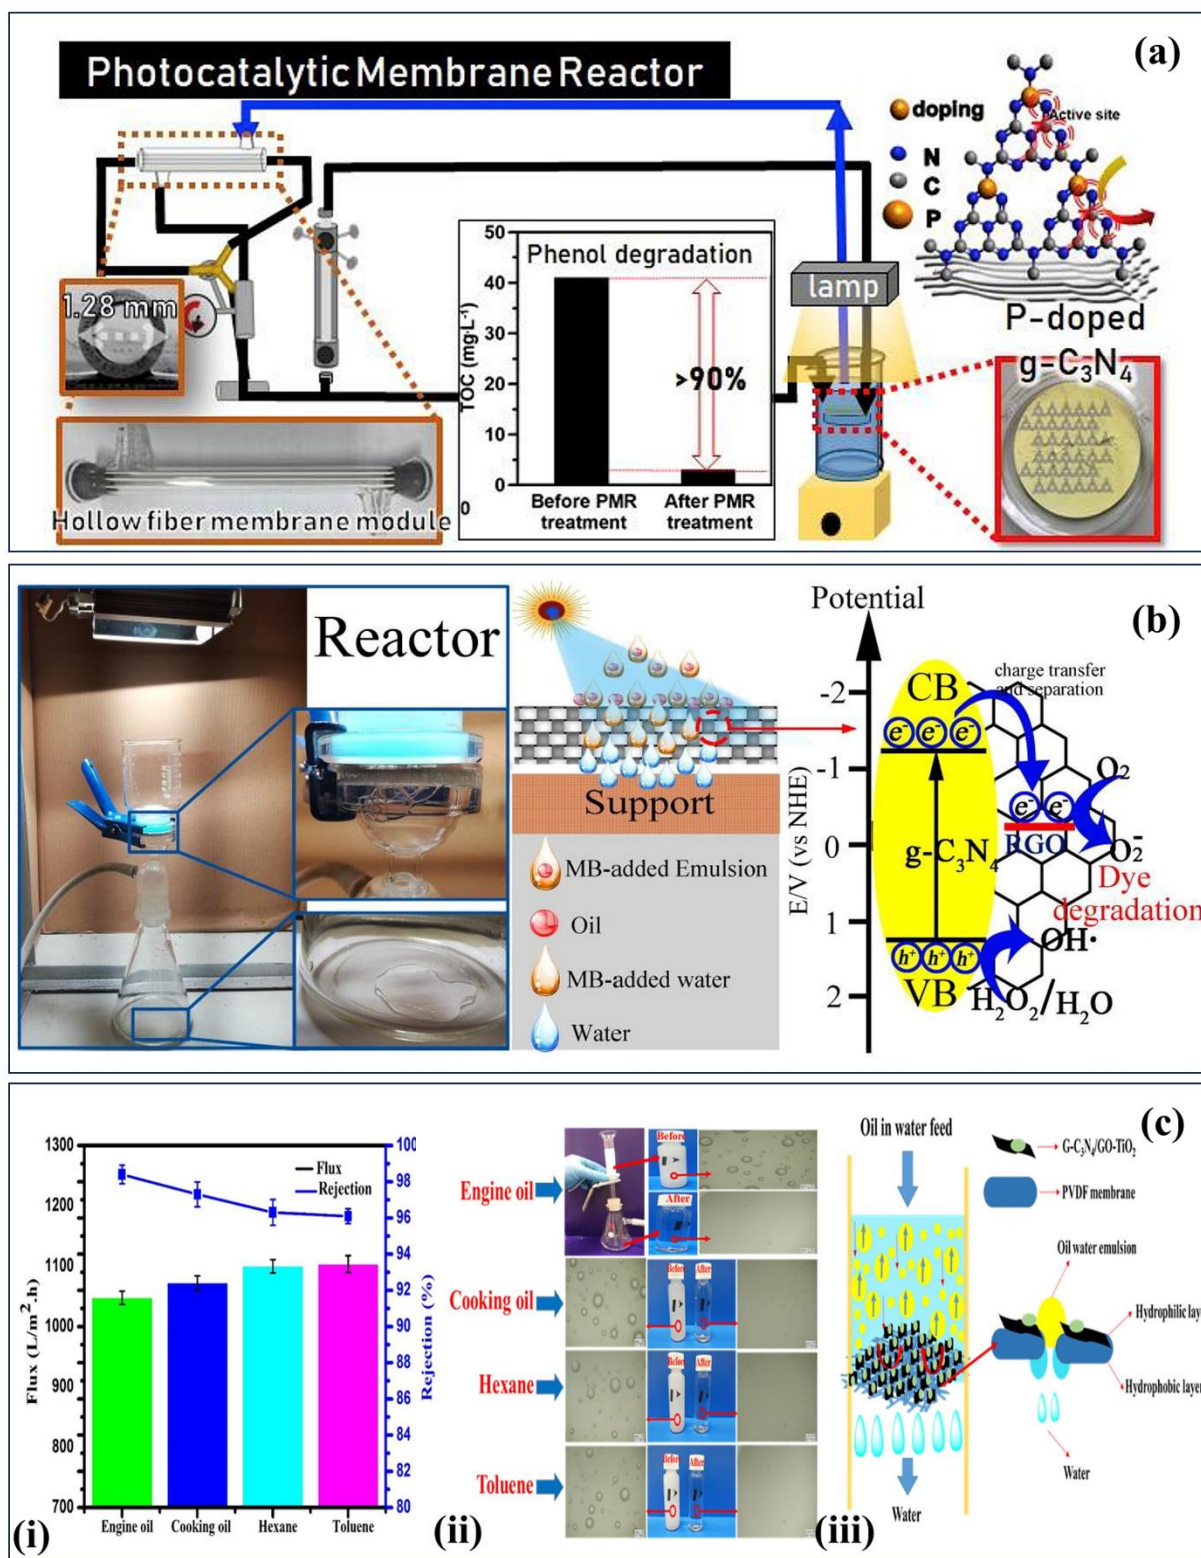 (a)
Photocatalytic Membrane Reactor
doping
Active site
N
C
P
P-doped
g-C₃N₄
1.28 mm
Hollow fiber membrane module
TOC (mg·L⁻¹)
50
40
30
20
10
0
0
Phenol degradation
>90%
Before PMR
treatment
After PMR
treatment
lamp
(b)
Reactor
Support
MB-added Emulsion
Oil
MB-added water
Water
Potential
E/V (vs NHE)
-2
-1
0
1
2
CB
charge transfer
and separation
e⁻ e⁻ e⁻
e⁻ e⁻
RGO
g-C₃N₄
O₂
O₂⁻
Dye
degradation
OH·
h⁺ h⁺ h⁺
VB
H₂O₂/H₂O
(c)
(i)
Flux (L/m².h)
1300
1200
1100
1000
900
800
700
Flux
Rejection
Rejection (%)
100
98
96
94
92
90
88
86
84
82
80
Engine oil
Cooking oil
Hexane
Toluene
(ii)
Engine oil
Before
After
Cooking oil
Before
After
Hexane
Before
After
Toluene
Before
After
(iii)
Oil in water feed
G-C₃N₄/GO-TiO₂
PVDF membrane
Oil water emulsion
Hydrophilic laye
Hydrophobic layer
Water
Water